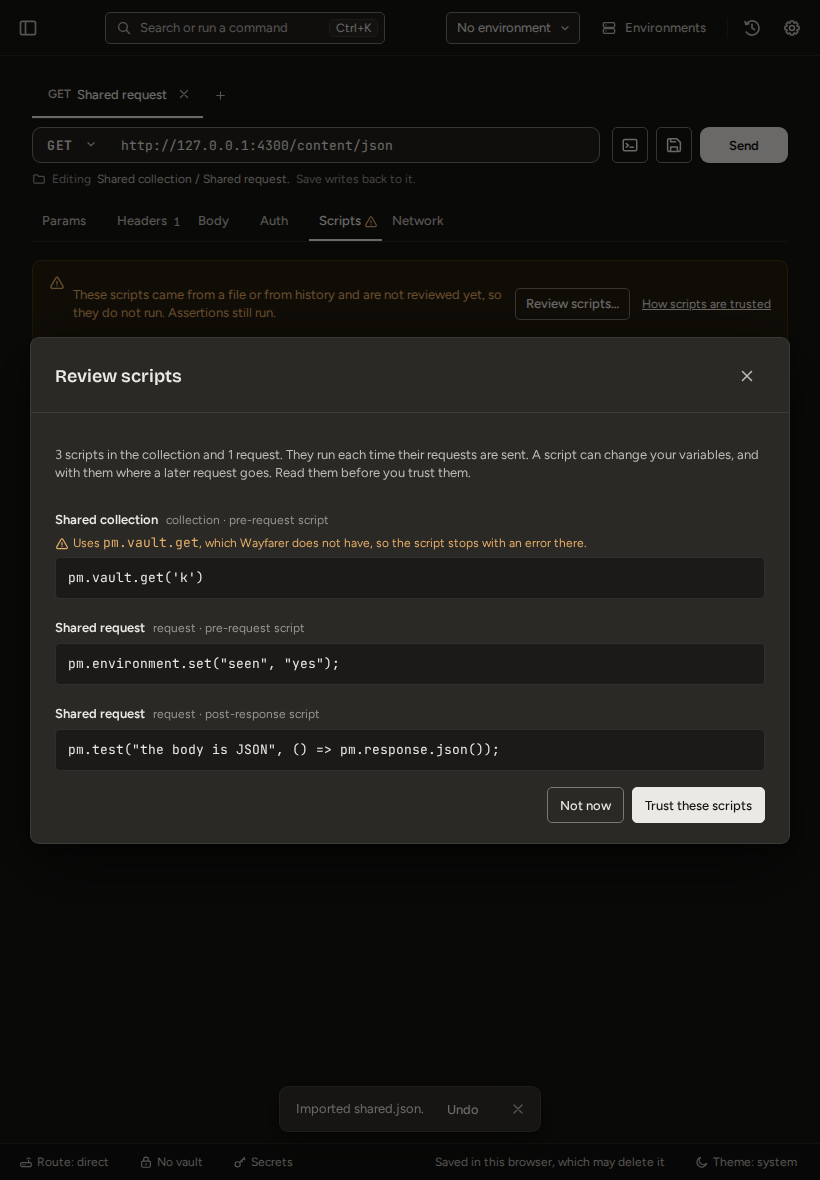 Search or run a command Ctrl+K No environment Environments
GET Shared request
GET http://127.0.0.1:4300/content/json Send
Editing Shared collection / Shared request. Save writes back to it.
Params Headers 1 Body Auth Scripts Network
These scripts came from a file or from history and are not reviewed yet, so
they do not run. Assertions still run.
Review scripts... How scripts are trusted
Review scripts
3 scripts in the collection and 1 request. They run each time their requests are sent. A script can change your variables, and
with them where a later request goes. Read them before you trust them.
Shared collection collection · pre-request script
Uses pm.vault.get, which Wayfarer does not have, so the script stops with an error there.
pm.vault.get('k')
Shared request request · pre-request script
pm.environment.set("seen", "yes");
Shared request request · post-response script
pm.test("the body is JSON", () => pm.response.json());
Not now Trust these scripts
Imported shared.json. Undo
Route: direct No vault Secrets Saved in this browser, which may delete it Theme: system